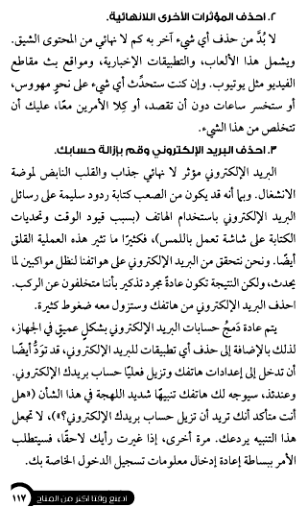 ٢. احذف المؤثرات الأخرى اللانهائية.
لا بُدَّ من حذف أي شيء آخر به كم لا نهائي من المحتوى الشيق.
ويشمل هذا الألعاب، والتطبيقات الإخبارية، ومواقع بث مقاطع
الفيديو مثل يوتيوب. وإن كنت ستحدِّث أي شيء على نحوٍ مهووس،
أو ستخسر ساعات دون أن تقصد، أو كِلا الأمرين معًا، عليك أن
تتخلص من هذا الشيء.
٣. احذف البريد الإلكتروني وقم بإزالة حسابك.
البريد الإلكتروني مؤثر لا نهائي جذاب والقلب النابض لموضة
الانشغال. وبما أنه قد يكون من الصعب كتابة ردود سليمة على رسائل
البريد الإلكتروني باستخدام الهاتف (بسبب قيود الوقت وتحديات
الكتابة على شاشة تعمل باللمس)، فكثيرًا ما تثير هذه العملية القلق
أيضًا. ونحن نتحقق من البريد الإلكتروني على هواتفنا لنظل مواكبين لما
يحدث، ولكن النتيجة تكون عادةً مجرد تذكير بأننا متخلفون عن الركب.
احذف البريد الإلكتروني من هاتفك وستزول معه ضغوط كثيرة.
يتم عادة دَمجُ حسابات البريد الإلكتروني بشكلٍ عميق في الجهاز،
لذلك بالإضافة إلى حذف أي تطبيقات للبريد الإلكتروني، قد تَوَدُّ أيضًا
أن تدخل إلى إعدادات هاتفك وتزيل فعليًا حساب بريدك الإلكتروني.
وعندئذ، سيوجه لك هاتفك تنبيهًا شديد اللهجة في هذا الشأن («هل
أنت متأكد أنك تريد أن تزيل حساب بريدك الإلكتروني؟»)، لا تجعل
هذا التنبيه يردعك. مرة أخرى، إذا غيرت رأيك لاحقًا، فسيتطلب
الأمر ببساطة إعادة إدخال معلومات تسجيل الدخول الخاصة بك.
اصنع وقتا أكثر من المتاح ١١٧